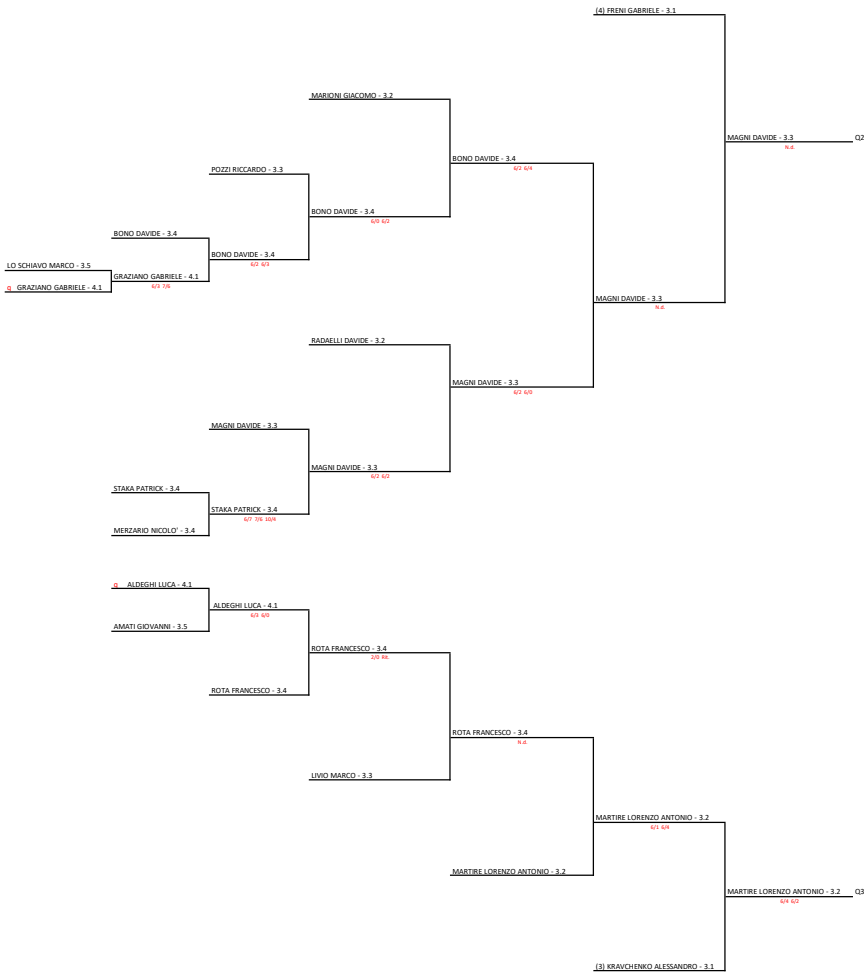 (4) FRENI GABRIELE - 3.1
MARIONI GIACOMO - 3.2
MAGNI DAVIDE - 3.3
Q2
N.d.
BONO DAVIDE - 3.4
6/2 6/4
POZZI RICCARDO - 3.3
BONO DAVIDE - 3.4
6/0 6/2
BONO DAVIDE - 3.4
BONO DAVIDE - 3.4
6/2 6/3
LO SCHIAVO MARCO - 3.5
GRAZIANO GABRIELE - 4.1
6/3 7/6
q GRAZIANO GABRIELE - 4.1
MAGNI DAVIDE - 3.3
N.d.
RADAELLI DAVIDE - 3.2
MAGNI DAVIDE - 3.3
6/2 6/0
MAGNI DAVIDE - 3.3
MAGNI DAVIDE - 3.3
6/2 6/2
STAKA PATRICK - 3.4
STAKA PATRICK - 3.4
6/7 7/6 10/4
MERZARIO NICOLO' - 3.4
q ALDEGHI LUCA - 4.1
ALDEGHI LUCA - 4.1
6/3 6/0
AMATI GIOVANNI - 3.5
ROTA FRANCESCO - 3.4
2/0 Rit.
ROTA FRANCESCO - 3.4
ROTA FRANCESCO - 3.4
N.d.
LIVIO MARCO - 3.3
MARTIRE LORENZO ANTONIO - 3.2
6/1 6/4
MARTIRE LORENZO ANTONIO - 3.2
MARTIRE LORENZO ANTONIO - 3.2
Q3
6/4 6/2
(3) KRAVCHENKO ALESSANDRO - 3.1